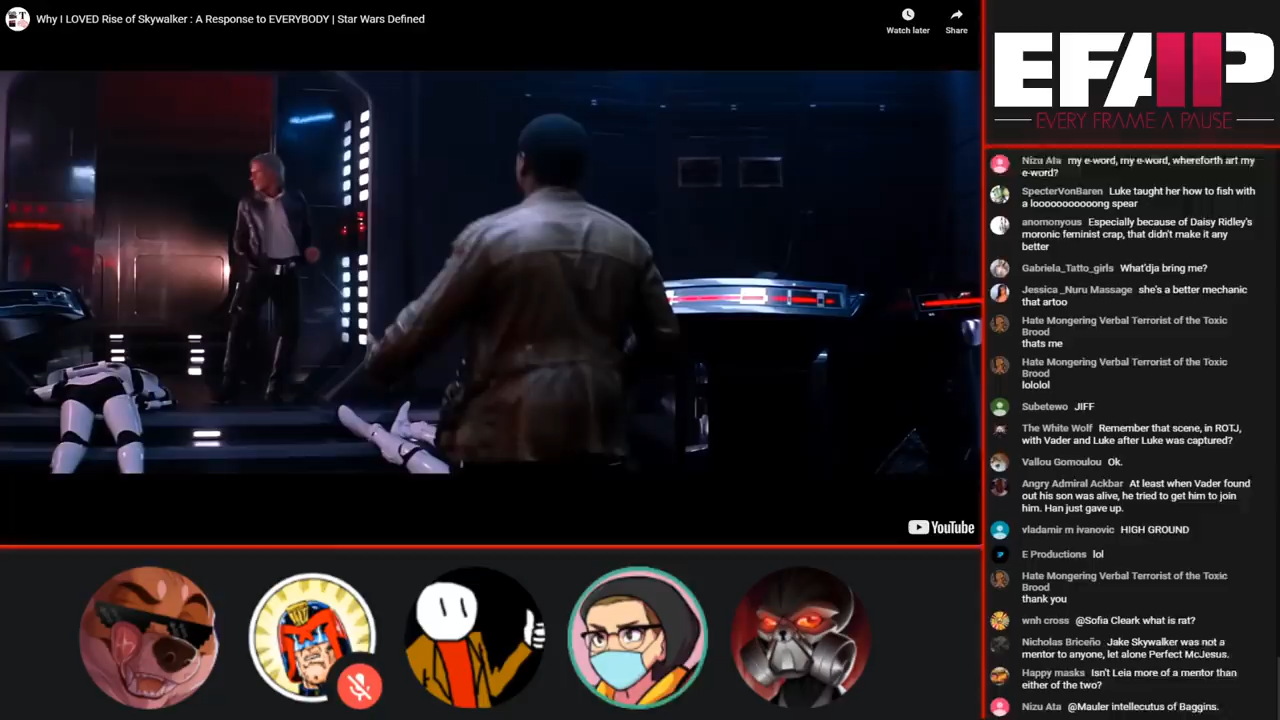 Why I LOVED Rise of Skywalker : A Response to EVERYBODY | Star Wars Defined
Watch later
Share
YouTube
EFAP
EVERY FRAME A PAUSE
Nizu Ata my e-word, my e-word, whereforth art my
e-word?
SpecterVonBaren Luke taught her how to fish with
a looooooooooong spear
anomonyous Especially because of Daisy Ridley's
moronic feminist crap, that didn't make it any
better
Gabriela_Tatto_girls What'dja bring me?
Jessica _Nuru Massage she's a better mechanic
that artoo
Hate Mongering Verbal Terrorist of the Toxic
Brood
thats me
Hate Mongering Verbal Terrorist of the Toxic
Brood
lololol
Subetewo JIFF
The White Wolf Remember that scene, in ROTJ,
with Vader and Luke after Luke was captured?
Vallou Gomoulou Ok.
Angry Admiral Ackbar At least when Vader found
out his son was alive, he tried to get him to join
him. Han just gave up.
vladamir m ivanovic HIGH GROUND
E Productions lol
Hate Mongering Verbal Terrorist of the Toxic
Brood
thank you
wnh cross @Sofia Cleark what is rat?
Nicholas Briceño Jake Skywalker was not a
mentor to anyone, let alone Perfect McJesus.
Happy masks Isn't Leia more of a mentor than
either of the two?
Nizu Ata @Mauler intellecutus of Baggins.